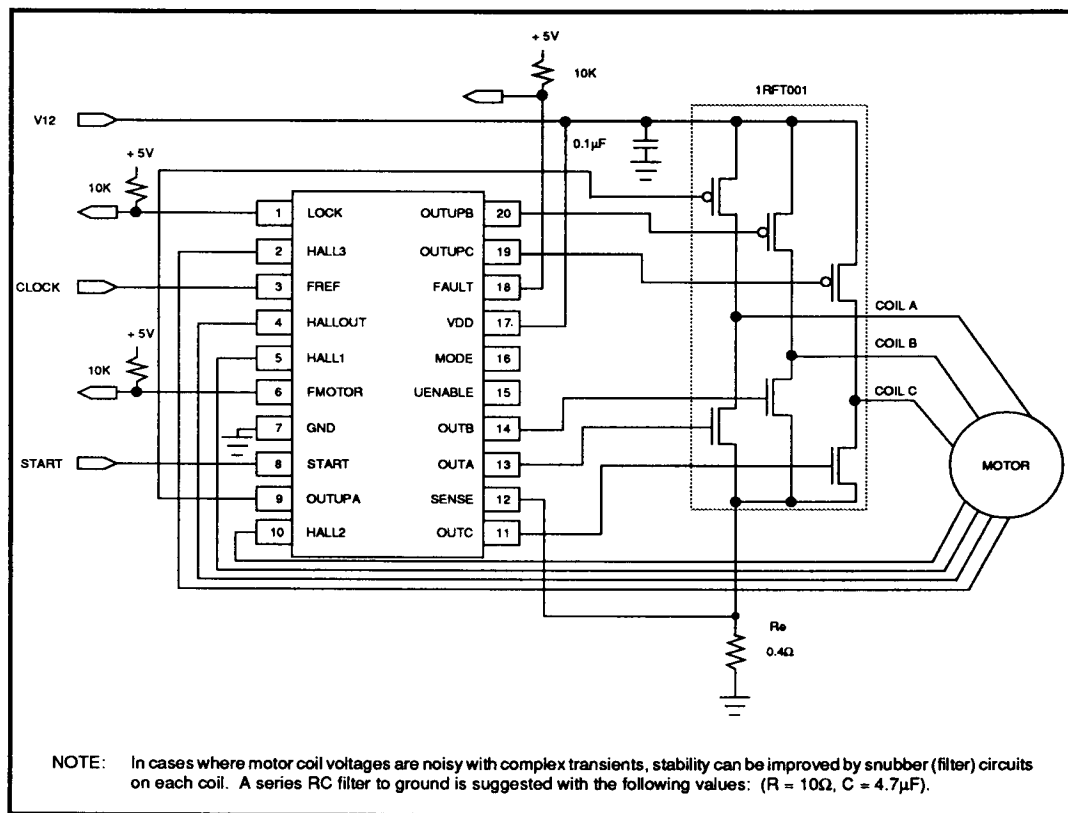 + 5V
10K
1RFT001
V12
0.1µF
+ 5V
10K
1 LOCK OUTUPB 20
2 HALL3 OUTUPC 19
CLOCK 3 FREF FAULT 18
4 HALLOUT VDD 17
COIL A
+ 5V
5 HALL1 MODE 16
COIL B
10K
6 FMOTOR UENABLE 15
COIL C
7 GND OUTB 14
START 8 START OUTA 13
MOTOR
9 OUTUPA SENSE 12
10 HALL2 OUTC 11
Re
0.4Ω
NOTE: In cases where motor coil voltages are noisy with complex transients, stability can be improved by snubber (filter) circuits
on each coil. A series RC filter to ground is suggested with the following values: (R = 10Ω, C = 4.7µF).